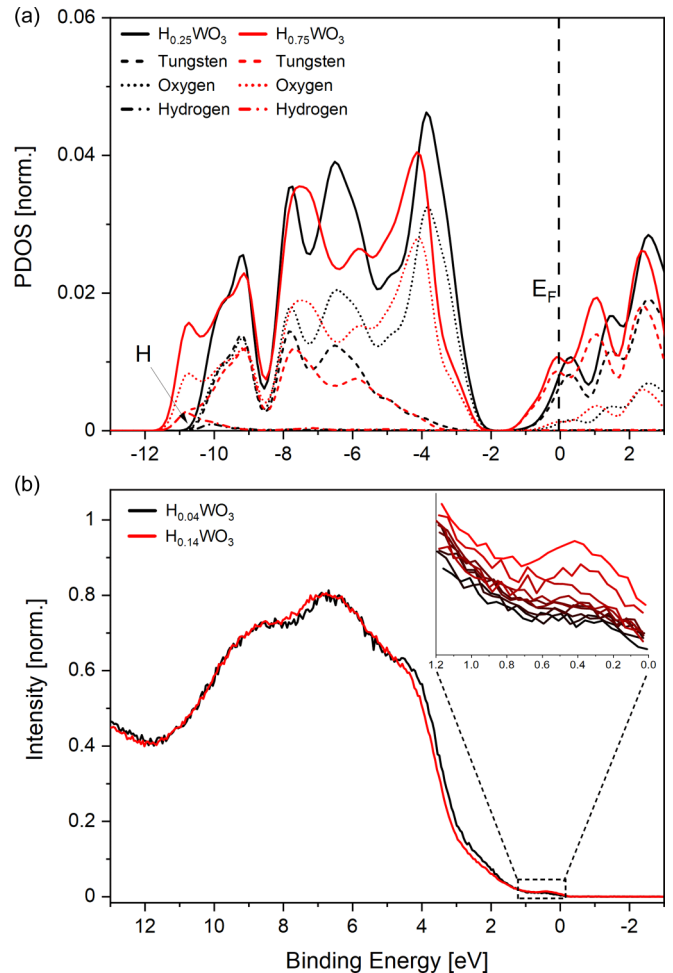 (a)
0.06
0.04
0.02
0
PDOS [norm.]
H0.25WO3 H0.75WO3
Tungsten Tungsten
Oxygen Oxygen
Hydrogen Hydrogen
H
EF
-12 -10 -8 -6 -4 -2 0 2
(b)
1
0.8
0.6
0.4
0.2
0
Intensity [norm.]
H0.04WO3
H0.14WO3
1.2 1.0 0.8 0.6 0.4 0.2 0.0
12 10 8 6 4 2 0 -2
Binding Energy [eV]